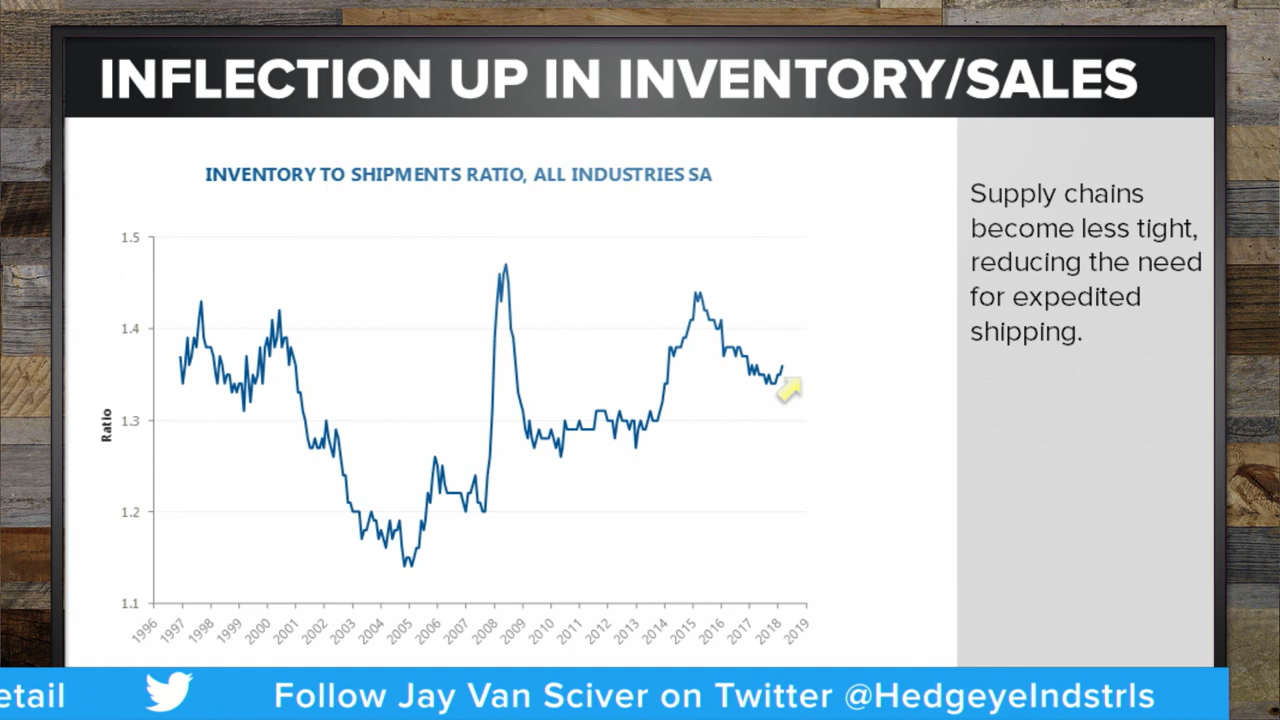 INFLECTION UP IN INVENTORY/SALES
INVENTORY TO SHIPMENTS RATIO, ALL INDUSTRIES SA
Supply chains
become less tight,
reducing the need
for expedited
shipping.
Ratio
1.5
1.4
1.3
1.2
1.1
1996 1997 1998 1999 2000 2001 2002 2003 2004 2005 2006 2007 2008 2009 2010 2011 2012 2013 2014 2015 2016 2017 2018 2019
etail Follow Jay Van Sciver on Twitter @HedgeyeIndstrls